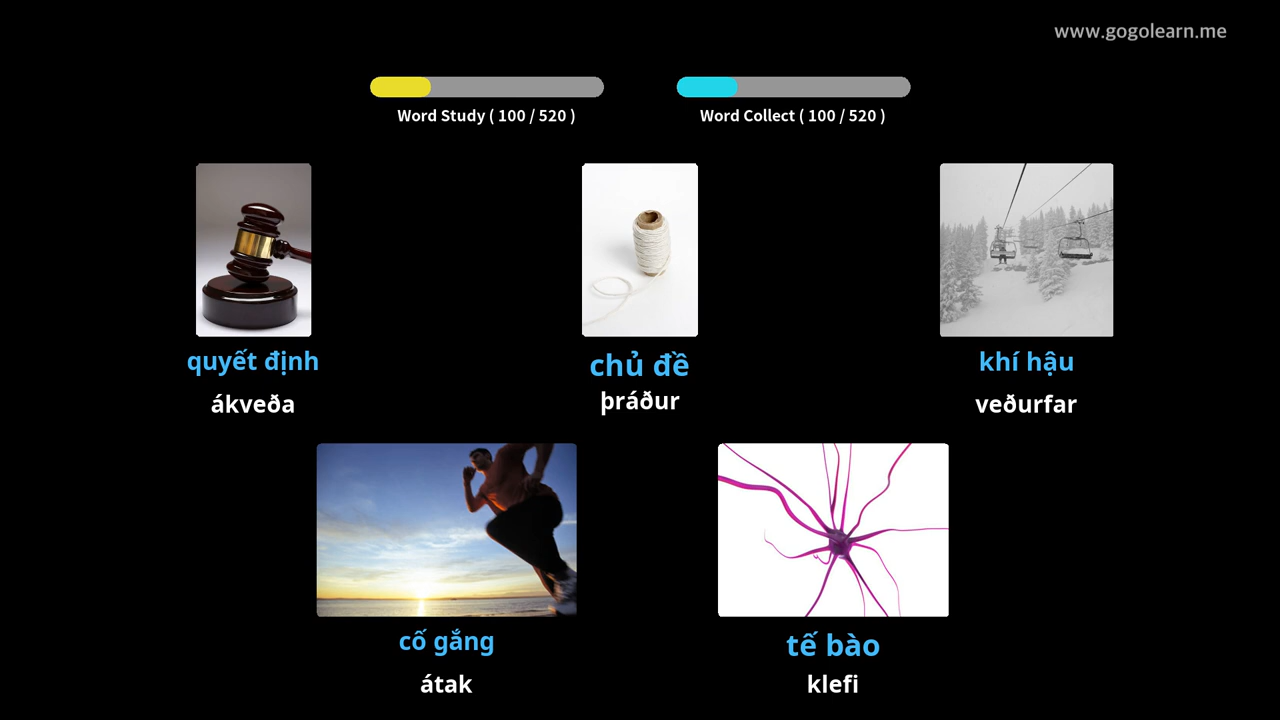 www.gogolearn.me
Word Study ( 100 / 520 )
Word Collect ( 100 / 520 )
quyết định
ákveða
chủ đề
þráður
khí hậu
veðurfar
cố gắng
átak
tế bào
klefi